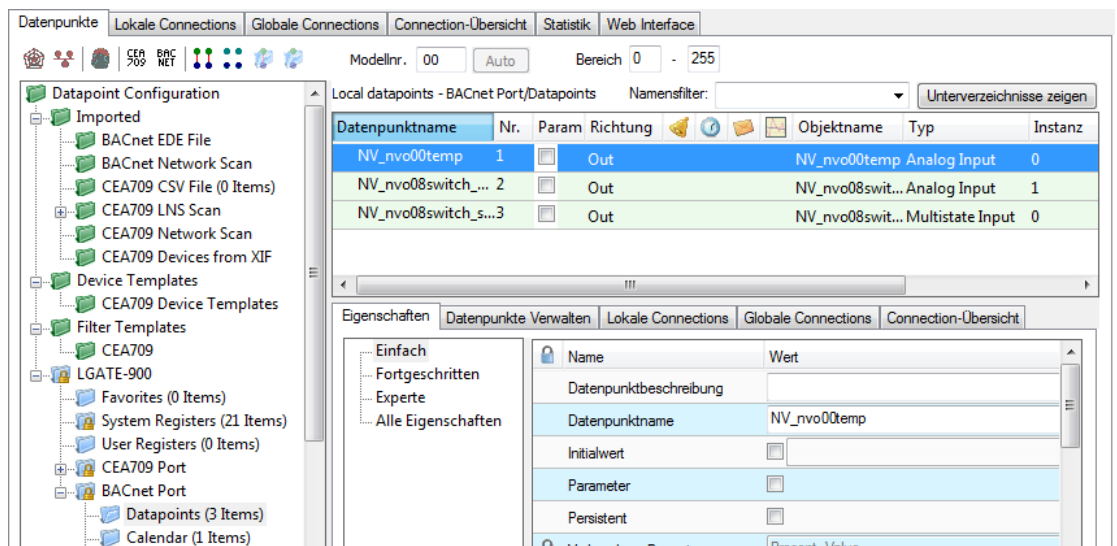 Datenpunkte Lokale Connections Globale Connections Connection-Übersicht Statistik Web Interface
CEA 709 BAC NET Modellnr. 00 Auto Bereich 0 - 255
Datapoint Configuration
Imported
BACnet EDE File
BACnet Network Scan
CEA709 CSV File (0 Items)
CEA709 LNS Scan
CEA709 Network Scan
CEA709 Devices from XIF
Device Templates
CEA709 Device Templates
Filter Templates
CEA709
LGATE-900
Favorites (0 Items)
System Registers (21 Items)
User Registers (0 Items)
CEA709 Port
BACnet Port
Datapoints (3 Items)
Calendar (1 Items)
Local datapoints - BACnet Port/Datapoints Namensfilter: Unterverzeichnisse zeigen
Datenpunktname Nr. Param Richtung Objektname Typ Instanz
NV_nvo00temp 1 Out NV_nvo00temp Analog Input 0
NV_nvo08switch_... 2 Out NV_nvo08swit... Analog Input 1
NV_nvo08switch_s... 3 Out NV_nvo08swit... Multistate Input 0
Eigenschaften Datenpunkte Verwalten Lokale Connections Globale Connections Connection-Übersicht
Einfach
Fortgeschritten
Experte
Alle Eigenschaften
Name Wert
Datenpunktbeschreibung
Datenpunktname NV_nvo00temp
Initialwert
Parameter
Persistent